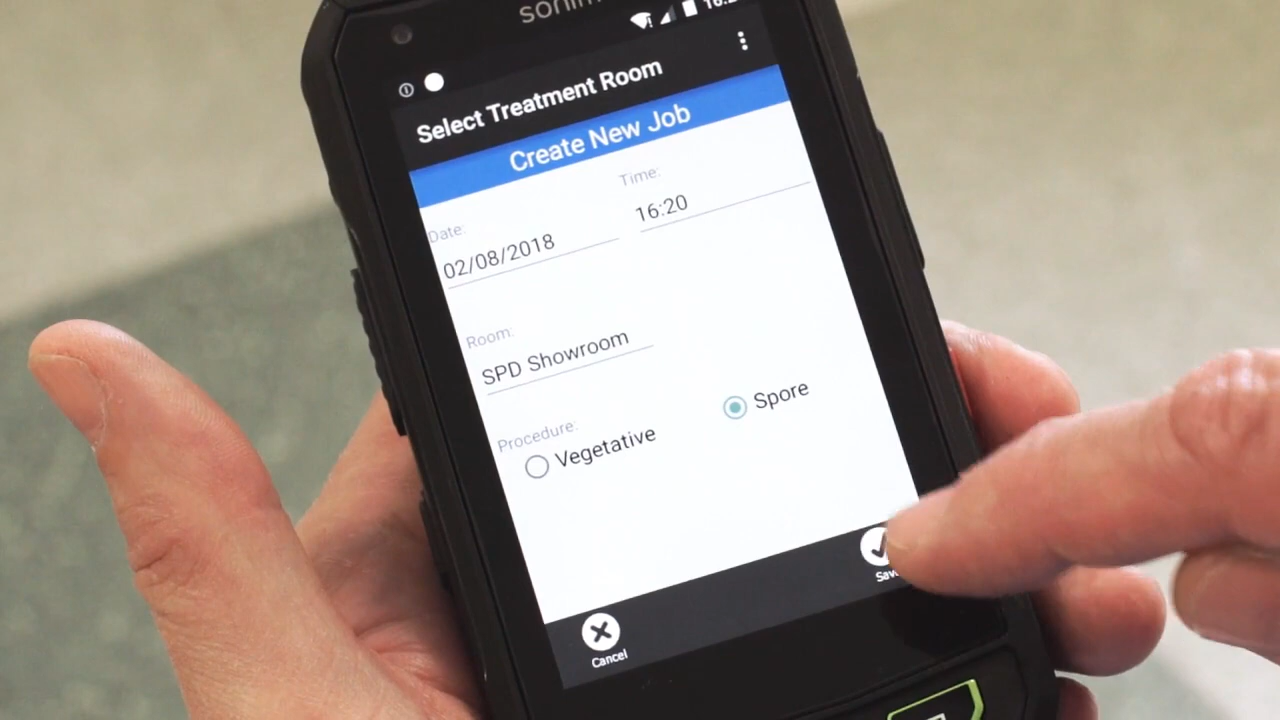 sonim
Select Treatment Room
Create New Job
Date:
Time:
02/08/2018
16:20
Room:
SPD Showroom
Procedure:
Vegetative
Spore
Cancel
Save